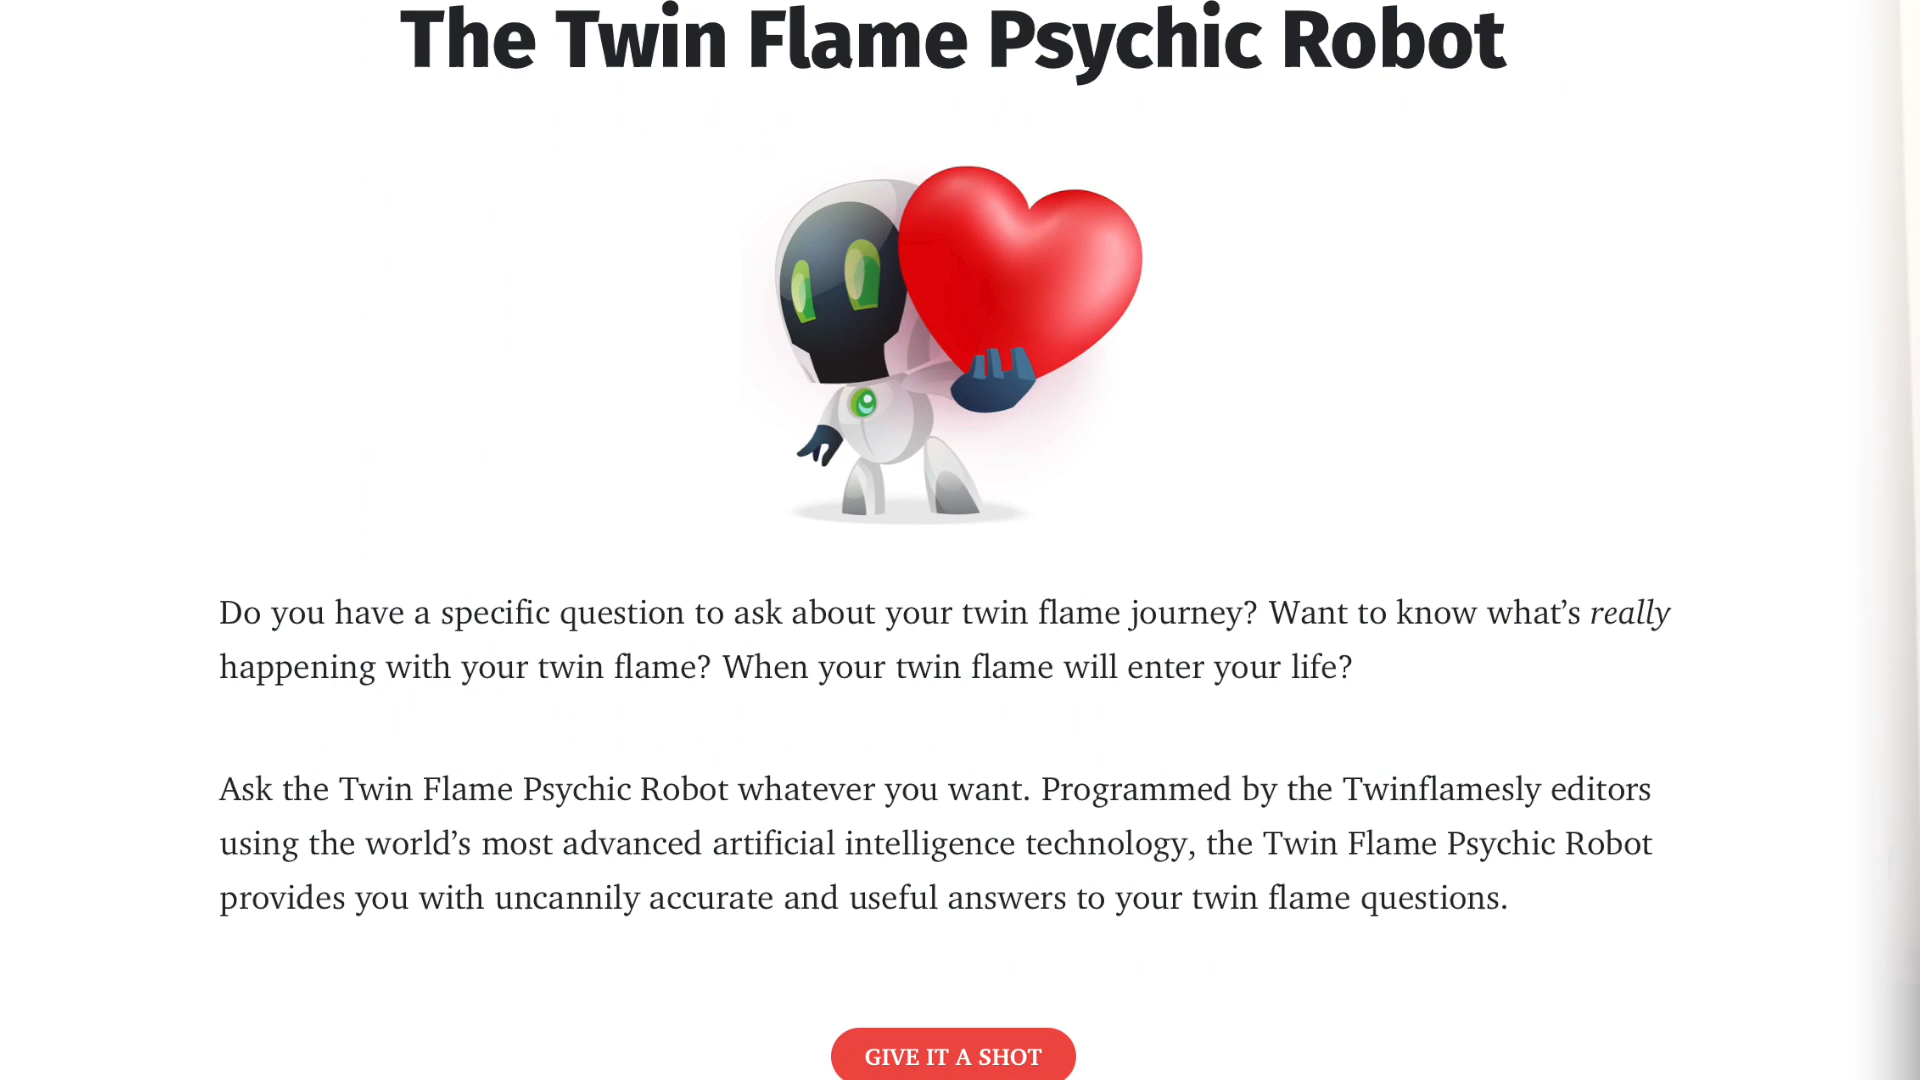 The Twin Flame Psychic Robot
Do you have a specific question to ask about your twin flame journey? Want to know what’s really
happening with your twin flame? When your twin flame will enter your life?
Ask the Twin Flame Psychic Robot whatever you want. Programmed by the Twinflamesly editors
using the world’s most advanced artificial intelligence technology, the Twin Flame Psychic Robot
provides you with uncannily accurate and useful answers to your twin flame questions.
GIVE IT A SHOT